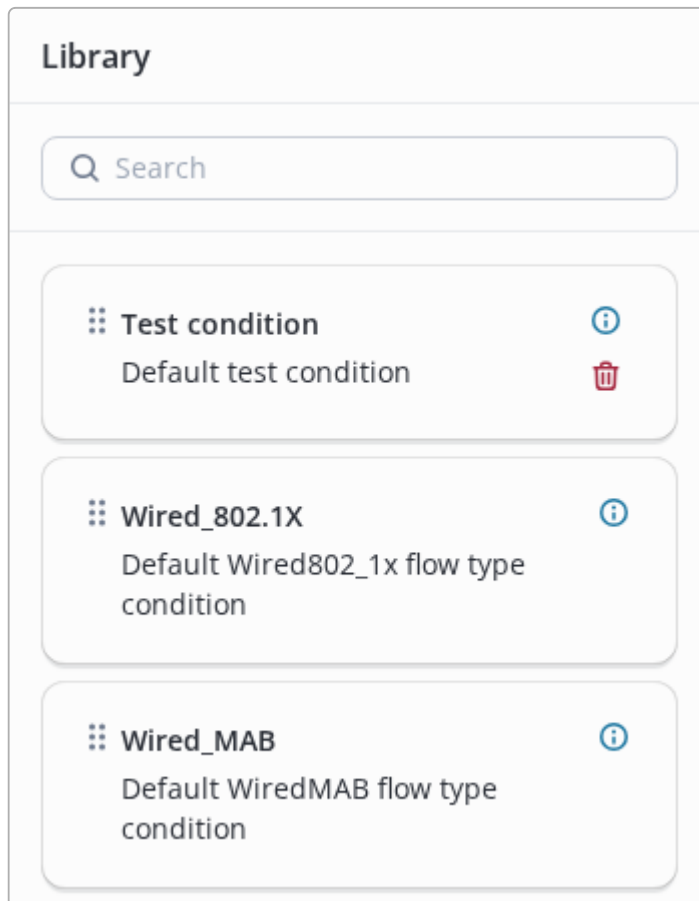 Library
Search
Test condition
Default test condition
Wired_802.1X
Default Wired802_1x flow type
condition
Wired_MAB
Default WiredMAB flow type
condition